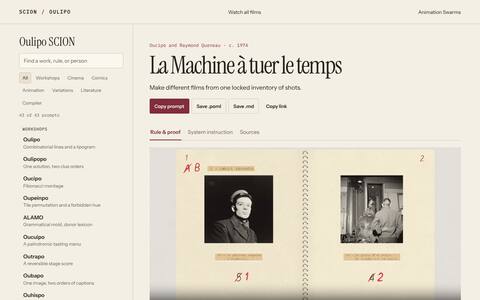 SCION / OULIPO
Watch all films
Animation Swarms
Oulipo SCION
Find a work, rule, or person
All
Workshops
Cinema
Comics
Animation
Variations
Literature
Compiler
43 of 43 prompts
WORKSHOPS
Oulipo
Combinatorial lines and a lipogram
Oulipopo
One solution, two clue orders
Oucipo
Fibonacci montage
Oupeinpo
Tile permutation and a forbidden hue
ALAMO
Grammatical mold, donor lexicon
Oucuipo
A palindromic tasting menu
Outrapo
A reversible stage score
Oubapo
One image, two orders of captions
Ouhispo
Oucipo and Raymond Queneau · c. 1974
La Machine à tuer le temps
Make different films from one locked inventory of shots.
Copy prompt
Save .poml
Save .md
Copy link
Rule & proof
System instruction
Sources
1
2
A B
B1
A2